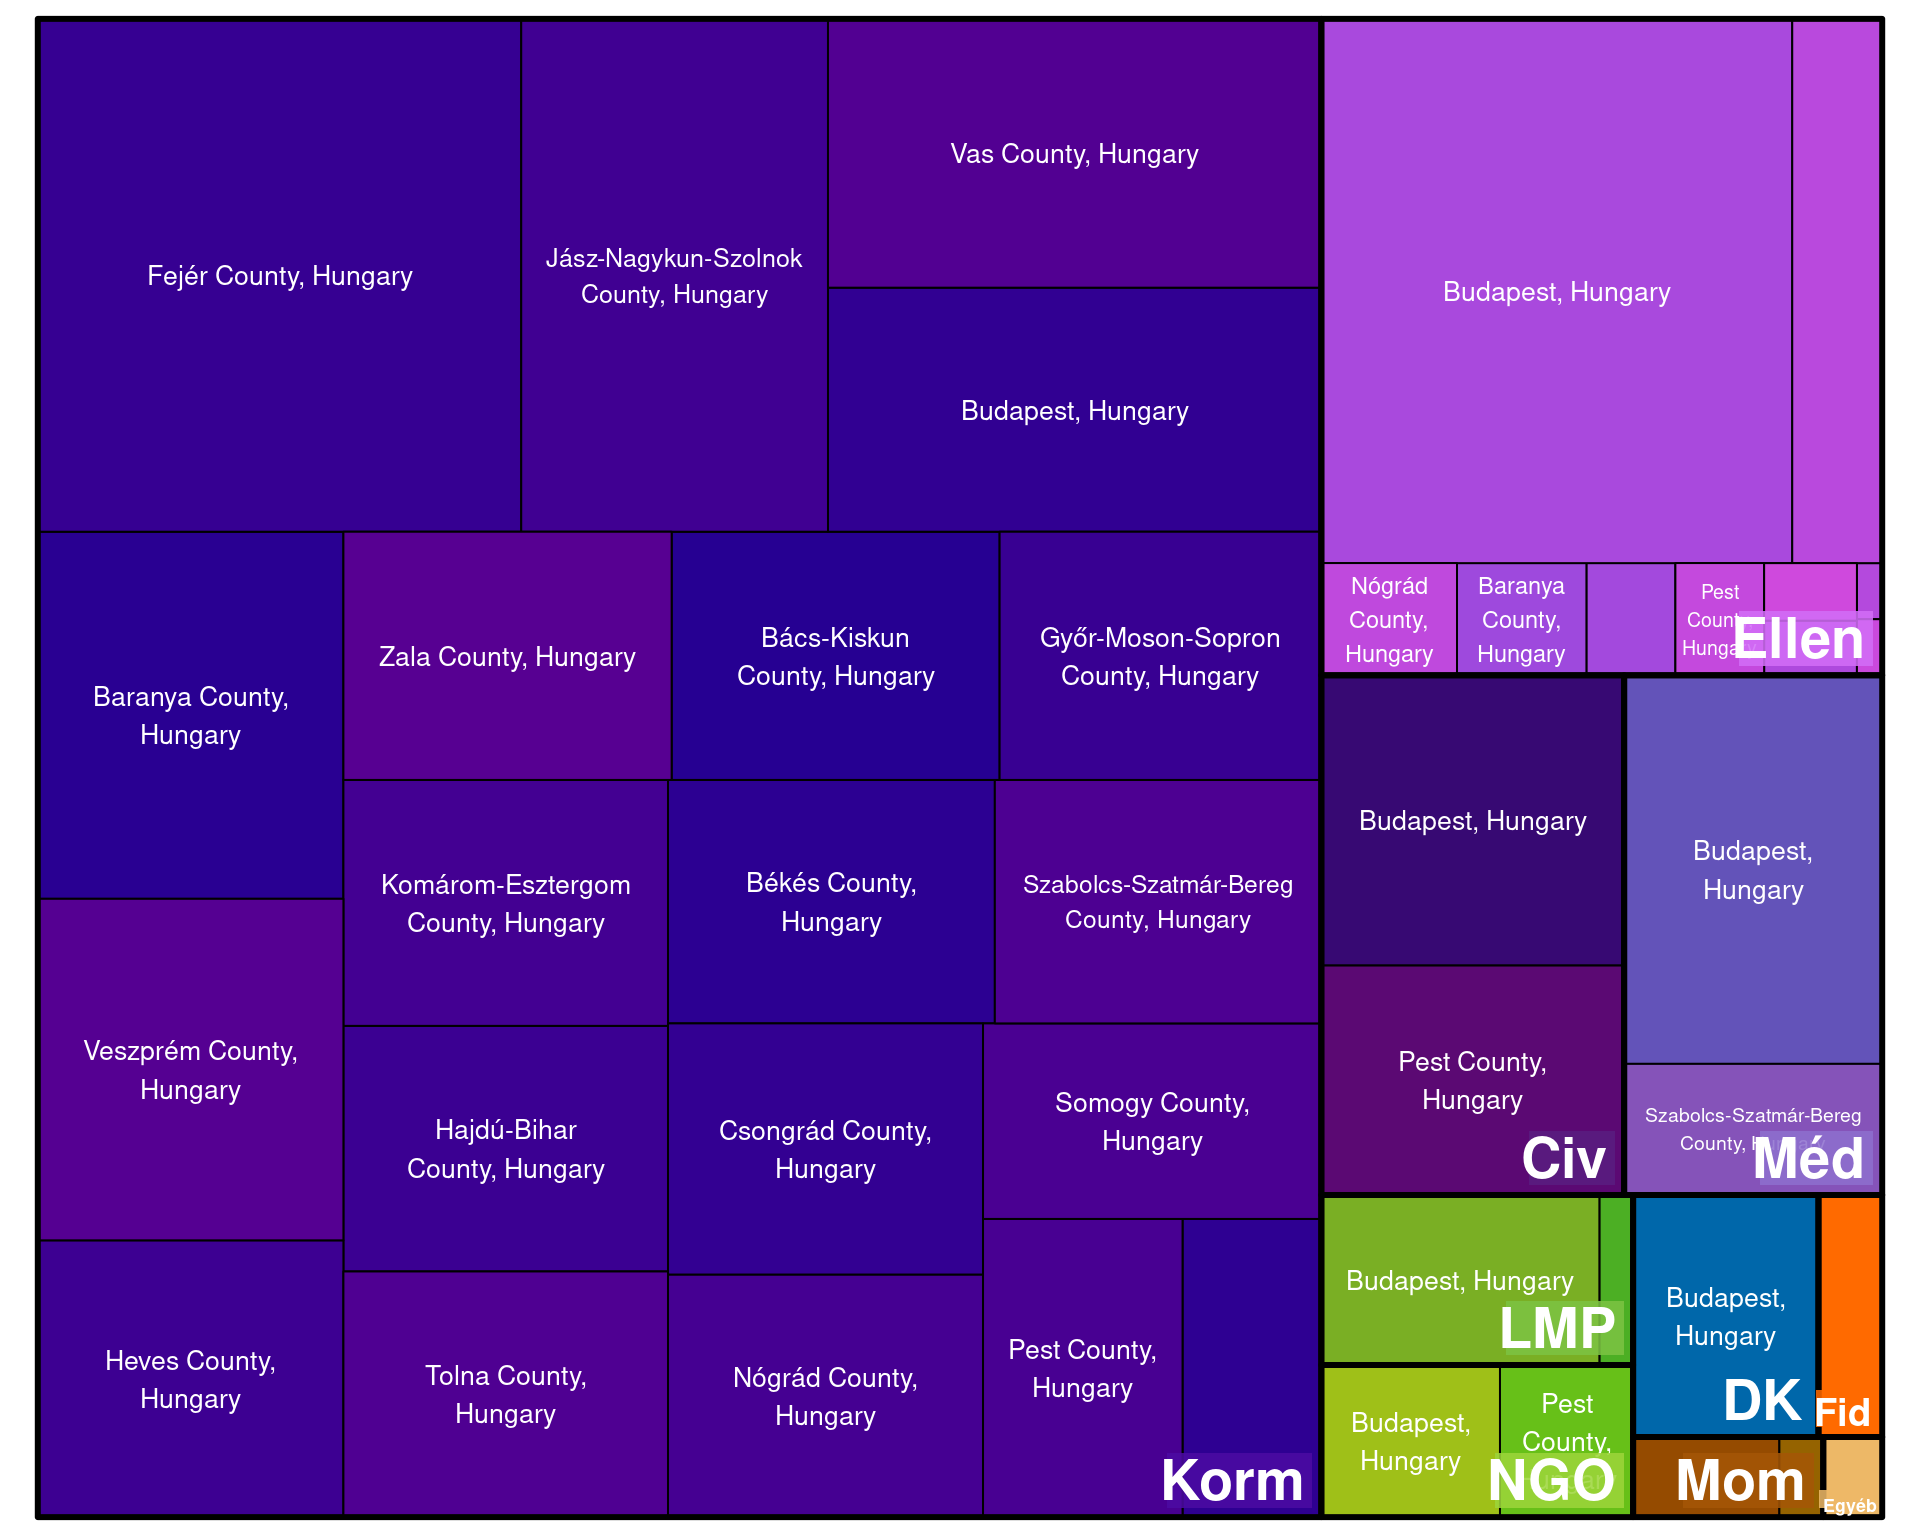 Fejér County, Hungary
Jász-Nagykun-Szolnok
County, Hungary
Vas County, Hungary
Budapest, Hungary
Baranya County,
Hungary
Zala County, Hungary
Bács-Kiskun
County, Hungary
Győr-Moson-Sopron
County, Hungary
Veszprém County,
Hungary
Komárom-Esztergom
County, Hungary
Békés County,
Hungary
Szabolcs-Szatmár-Bereg
County, Hungary
Hajdú-Bihar
County, Hungary
Csongrád County,
Hungary
Somogy County,
Hungary
Heves County,
Hungary
Tolna County,
Hungary
Nógrád County,
Hungary
Pest County,
Hungary
Korm
Budapest, Hungary
Nógrád
County,
Hungary
Baranya
County,
Hungary
Pest
County,
Hungary
Ellen
Budapest, Hungary
Pest County,
Hungary
Civ
Budapest,
Hungary
Szabolcs-Szatmár-Bereg
County, Hungary
Méd
Budapest, Hungary
LMP
Budapest,
Hungary
Pest
County,
Hungary
NGO
Budapest,
Hungary
DK
Fid
Mom
Egyéb